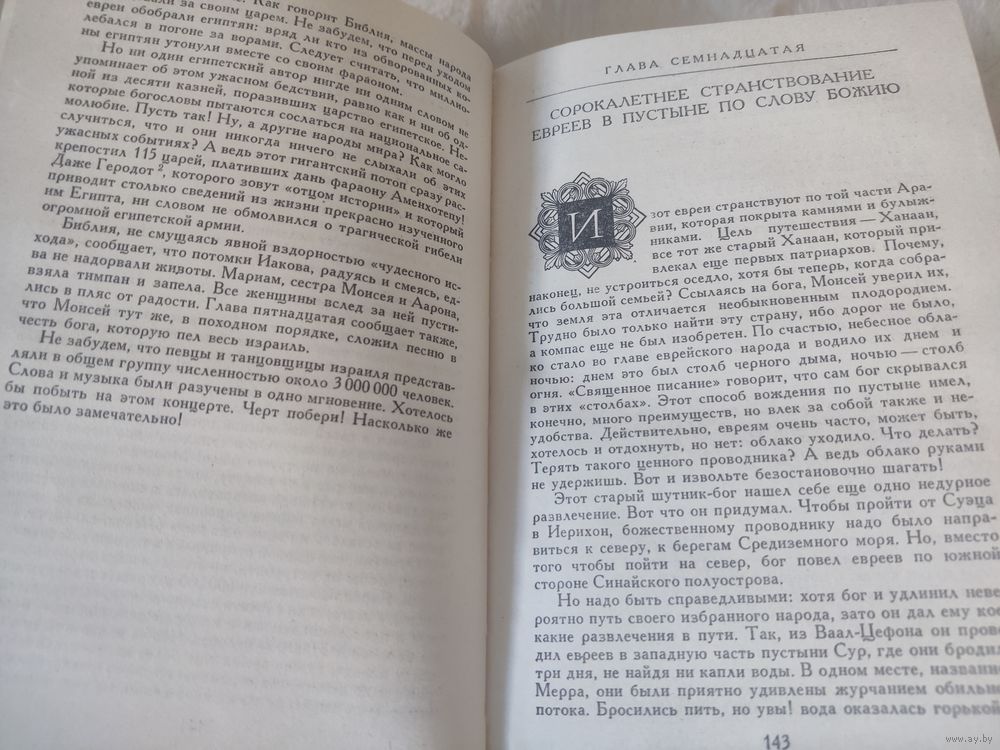 Как говорит Библия, массы народа
вали за своим царем. Не забудем, что перед уходом
евреи обобрали египтян: вряд ли кто из обворованных ко-
лебался в погоне за ворами. Следует считать, что миллио-
ны египтян утонули вместе со своим фараоном.
Но ни один египетский автор нигде ни одним словом не
упоминает об этом ужасном бедствии, равно как и ни об од-
ной из десяти казней, поразивших царство египетское. Не-
которые богословы пытаются сослаться на национальное са-
молюбие. Пусть так! Ну, а другие народы мира? Как могло
случиться, что и они никогда ничего не слыхали об этих
ужасных событиях? А ведь этот гигантский потоп сразу рас-
крепостил 115 царей, плативших дань фараону Аменхотепу!
Даже Геродот², которого зовут «отцом истории» и который
приводит столько сведений из жизни прекрасно изученного
им Египта, ни словом не обмолвился о трагической гибели
огромной египетской армии.
Библия, не смущаясь явной вздорностью «чудесного ис-
хода», сообщает, что потомки Иакова, радуясь и смеясь, ед-
ва не надорвали животы. Мариам, сестра Моисея и Аарона,
взяла тимпан и запела. Все женщины вслед за ней пусти-
лись в пляс от радости. Глава пятнадцатая сообщает также,
что Моисей тут же, в походном порядке, сложил песню в
честь бога, которую пел весь израиль.
Не забудем, что певцы и танцовщицы израиля представ-
ляли в общем группу численностью около 3 000 000 человек.
Слова и музыка были разучены в одно мгновение. Хотелось
бы побыть на этом концерте. Черт побери! Насколько же
это было замечательно!
ГЛАВА СЕМНАДЦАТАЯ
СОРОКАЛЕТНЕЕ СТРАНСТВОВАНИЕ
ЕВРЕЕВ В ПУСТЫНЕ ПО СЛОВУ БОЖИЮ
И зот евреи странствуют по той части Ара-
вии, которая покрыта камнями и булыж-
никами. Цель путешествия — Ханаан,
все тот же старый Ханаан, который при-
влекал еще первых патриархов. Почему,
наконец, не устроиться оседло, хотя бы теперь, когда собра-
лись большой семьей? Ссылаясь на бога, Моисей уверил их,
что земля эта отличается необыкновенным плодородием.
Трудно было только найти эту страну, ибо дорог не было,
а компас еще не был изобретен. По счастью, небесное обла-
ко стало во главе еврейского народа и водило их днем и
ночью: днем это был столб черного дыма, ночью — столб
огня. «Священное писание» говорит, что сам бог скрывался
в этих «столбах». Этот способ вождения по пустыне имел,
конечно, много преимуществ, но влек за собой также и не-
удобства. Действительно, евреям очень часто, может быть,
хотелось и отдохнуть, но нет: облако уходило. Что делать?
Терять такого ценного проводника? А ведь облако руками
не удержишь. Вот и извольте безостановочно шагать!
Этот старый шутник-бог нашел себе еще одно недурное
развлечение. Вот что он придумал. Чтобы пройти от Суэца
в Иерихон, божественному проводнику надо было напра-
виться к северу, к берегам Средиземного моря. Но, вместо
того чтобы пойти на север, бог повел евреев по южной
стороне Синайского полуострова.
Но надо быть справедливыми: хотя бог и удлинил неве
роятно путь своего избранного народа, зато он дал ему кое
какие развлечения в пути. Так, из Ваал-Цефона он прово
дил евреев в западную часть пустыни Сур, где они бродил
три дня, не найдя ни капли воды. В одном месте, названно
Мерра, они были приятно удивлены журчанием обильно
потока. Бросились пить, но увы! вода оказалась горькой
143
www.ay.by